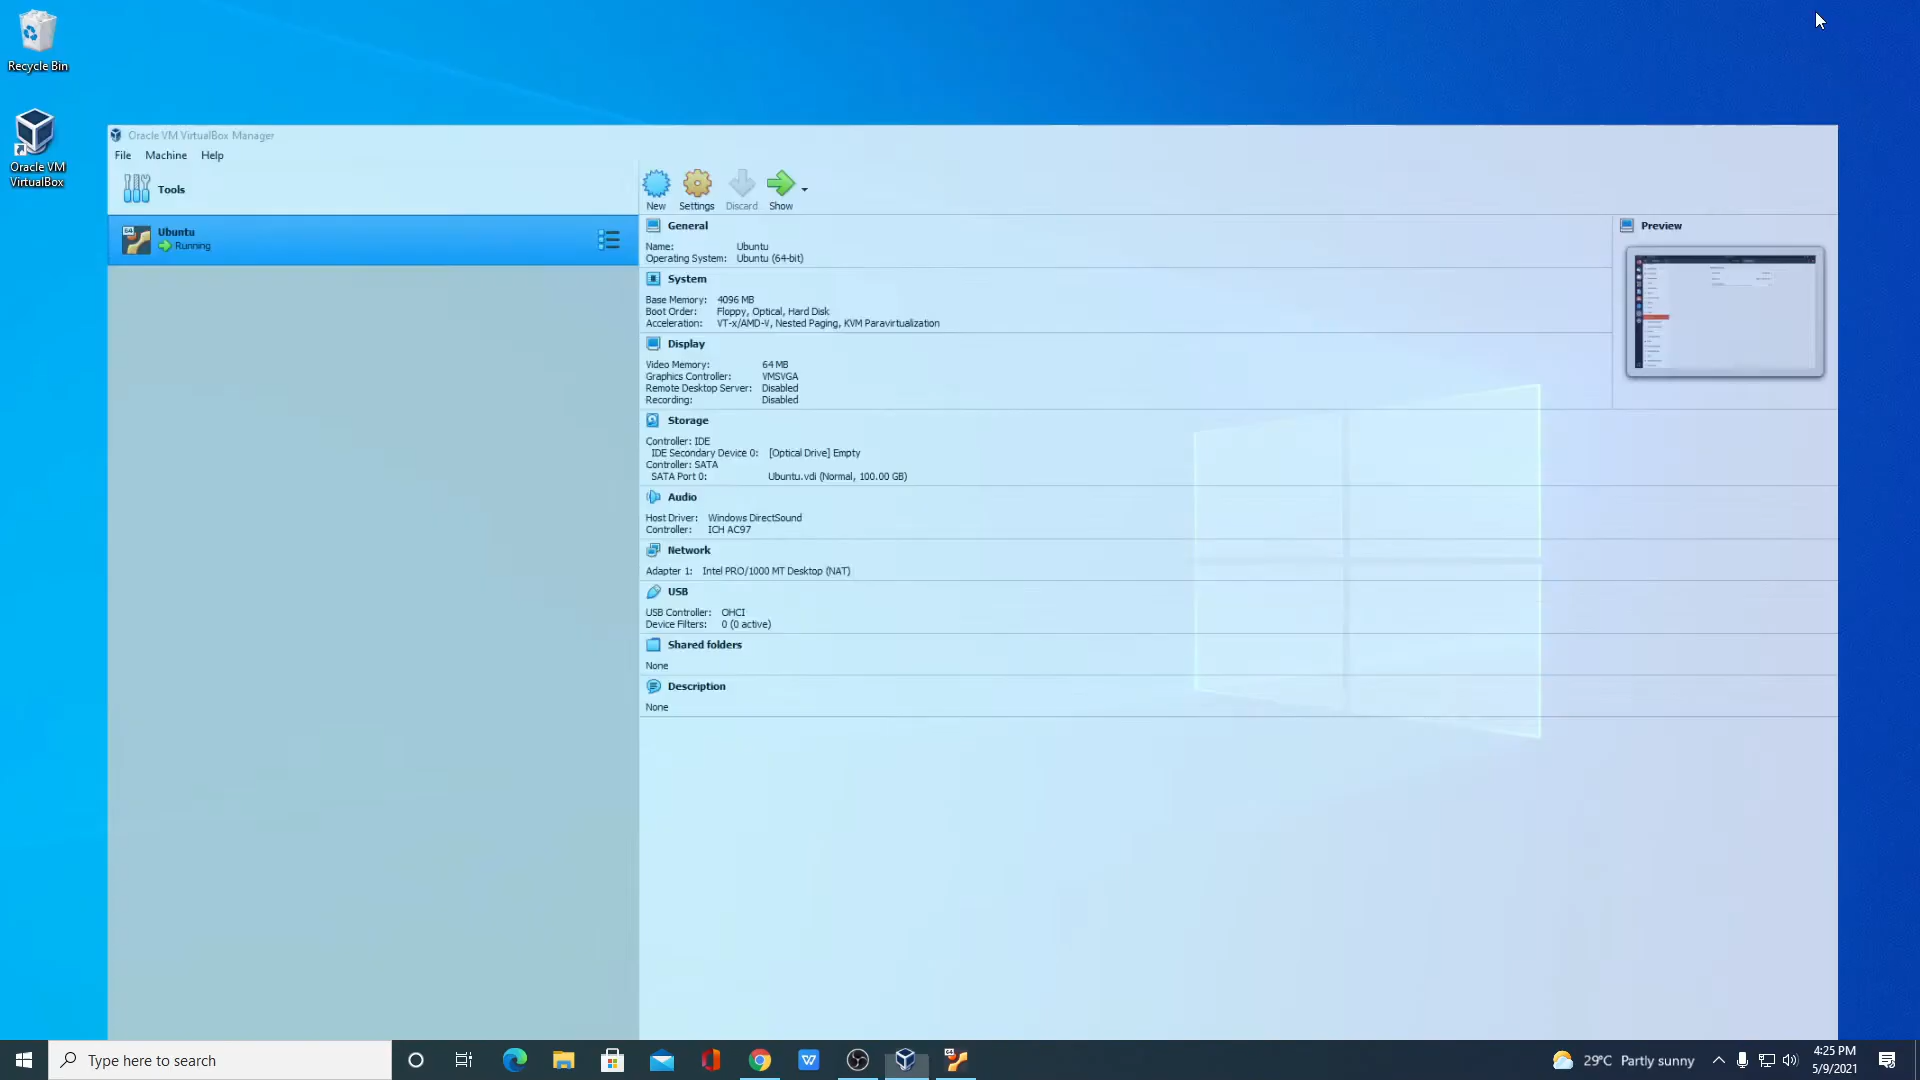 Recycle Bin
Oracle VM
VirtualBox
Oracle VM VirtualBox Manager
File Machine Help
Tools
New Settings Discard Show
64
Ubuntu
Running
General
Name: Ubuntu
Operating System: Ubuntu (64-bit)
Preview
System
Base Memory: 4096 MB
Boot Order: Floppy, Optical, Hard Disk
Acceleration: VT-x/AMD-V, Nested Paging, KVM Paravirtualization
Display
Video Memory: 64 MB
Graphics Controller: VMSVGA
Remote Desktop Server: Disabled
Recording: Disabled
Storage
Controller: IDE
IDE Secondary Device 0: [Optical Drive] Empty
Controller: SATA
SATA Port 0: Ubuntu.vdi (Normal, 100.00 GB)
Audio
Host Driver: Windows DirectSound
Controller: ICH AC97
Network
Adapter 1: Intel PRO/1000 MT Desktop (NAT)
USB
USB Controller: OHCI
Device Filters: 0 (0 active)
Shared folders
None
Description
None
Type here to search
29°C Partly sunny
4:25 PM
5/9/2021